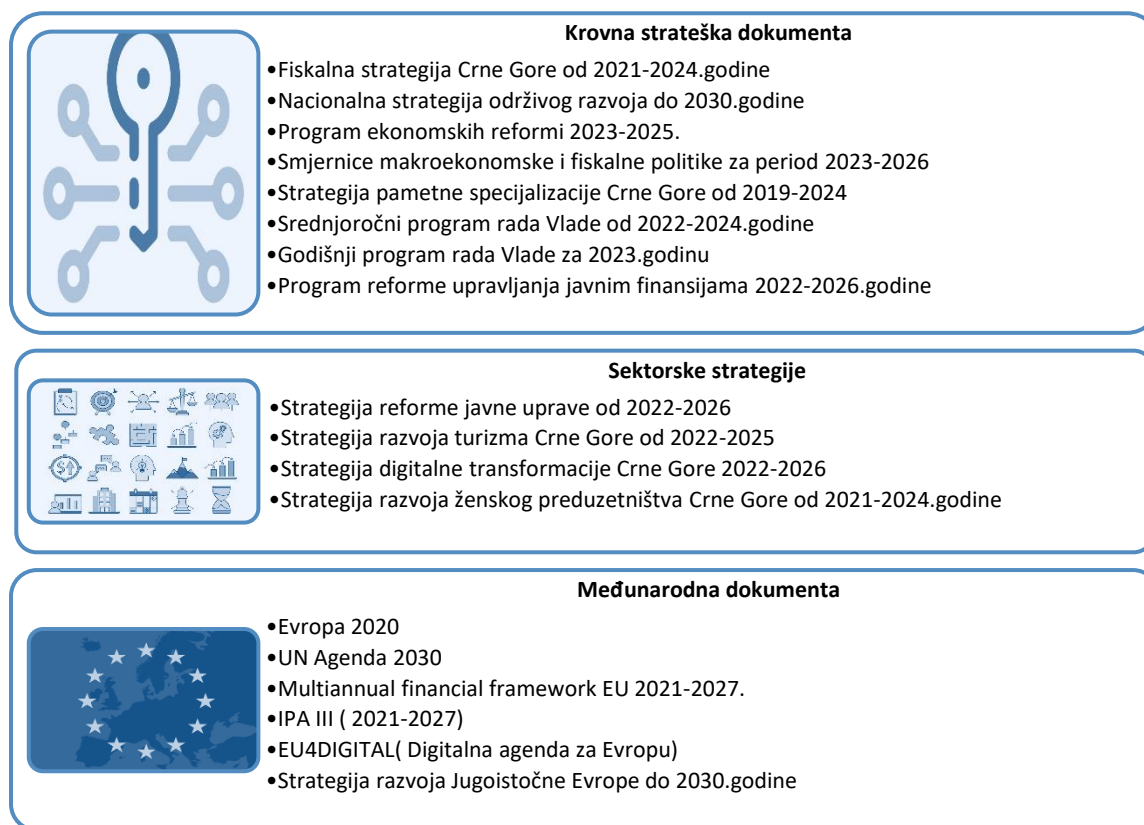 Krovna strateška dokumenta
•Fiskalna strategija Crne Gore od 2021-2024.godine
•Nacionalna strategija održivog razvoja do 2030.godine
•Program ekonomskih reformi 2023-2025.
•Smjernice makroekonomske i fiskalne politike za period 2023-2026
•Strategija pametne specijalizacije Crne Gore od 2019-2024
•Srednjoročni program rada Vlade od 2022-2024.godine
•Godišnji program rada Vlade za 2023.godinu
•Program reforme upravljanja javnim finansijama 2022-2026.godine
Sektorske strategije
•Strategija reforme javne uprave od 2022-2026
•Strategija razvoja turizma Crne Gore od 2022-2025
•Strategija digitalne transformacije Crne Gore 2022-2026
•Strategija razvoja ženskog preduzetništva Crne Gore od 2021-2024.godine
Međunarodna dokumenta
•Evropa 2020
•UN Agenda 2030
•Multiannual financial framework EU 2021-2027.
•IPA III ( 2021-2027)
•EU4DIGITAL( Digitalna agenda za Evropu)
•Strategija razvoja Jugoistočne Evrope do 2030.godine